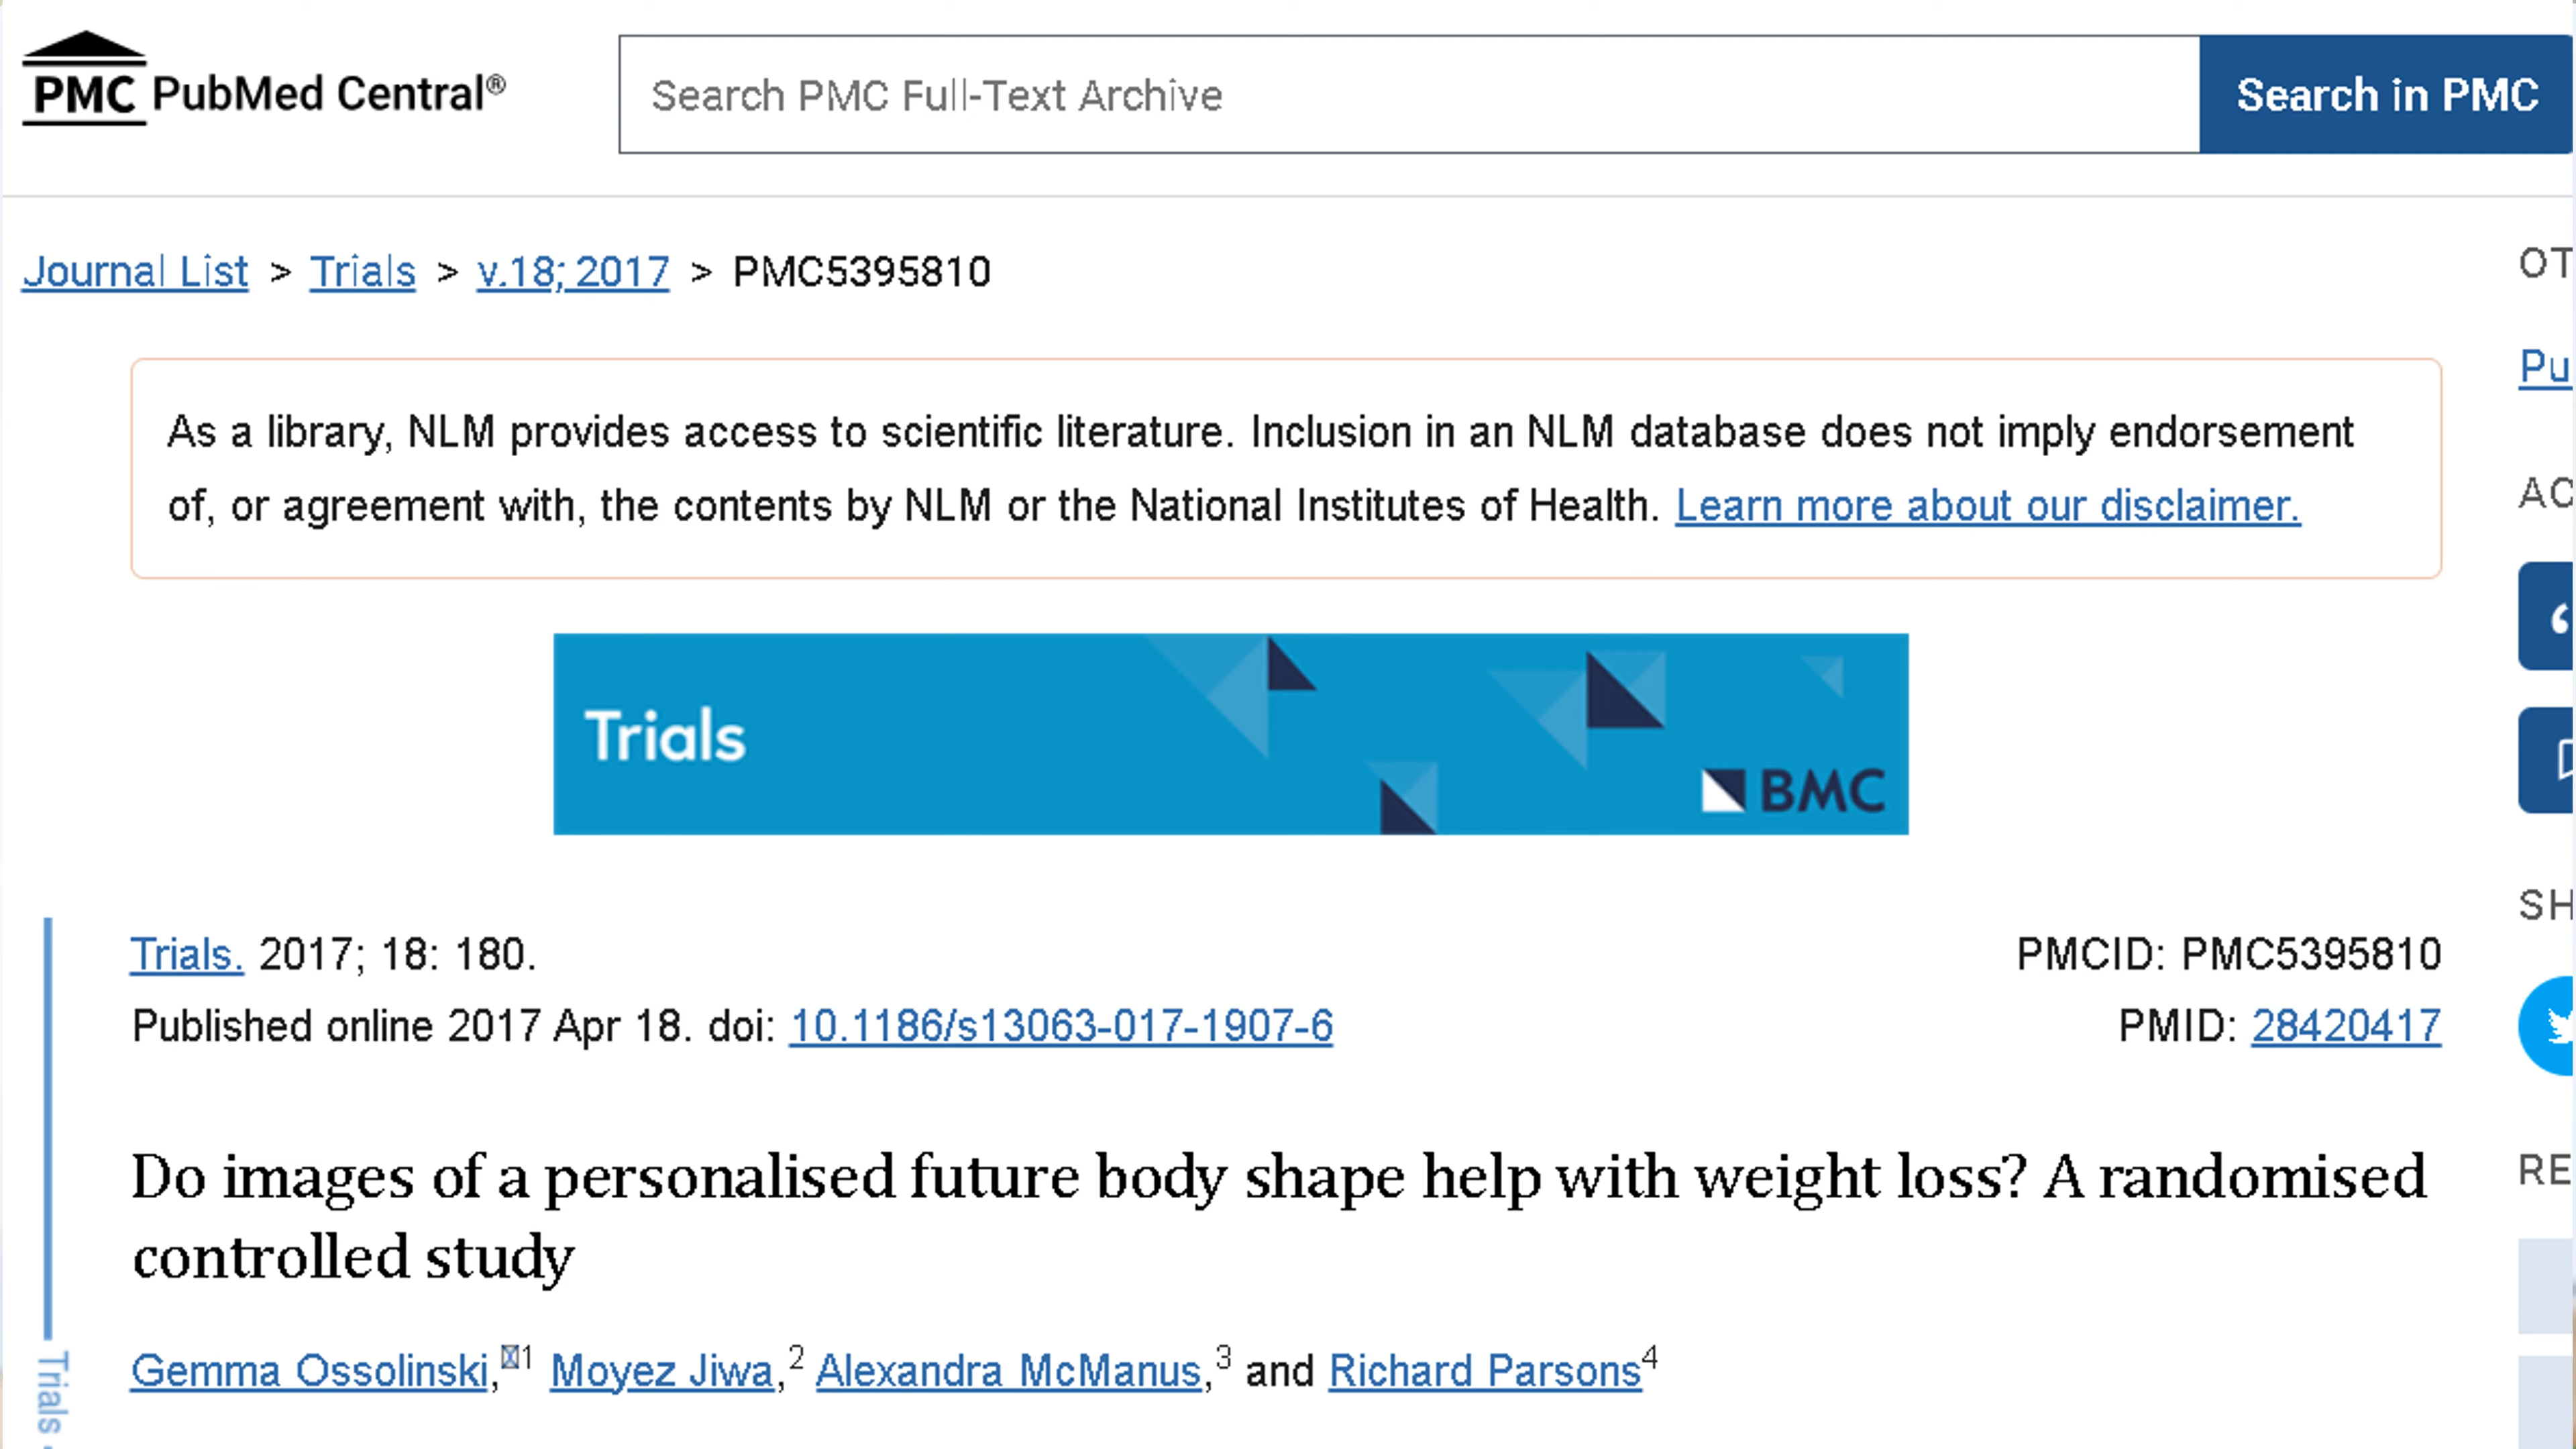 PMC PubMed Central®
Search PMC Full-Text Archive
Search in PMC
Journal List > Trials > v.18; 2017 > PMC5395810
As a library, NLM provides access to scientific literature. Inclusion in an NLM database does not imply endorsement
of, or agreement with, the contents by NLM or the National Institutes of Health. Learn more about our disclaimer.
Trials
BMC
Trials. 2017; 18: 180.
PMCID: PMC5395810
Published online 2017 Apr 18. doi: 10.1186/s13063-017-1907-6
PMID: 28420417
Do images of a personalised future body shape help with weight loss? A randomised
controlled study
Gemma Ossolinski,1 Moyez Jiwa,2 Alexandra McManus,3 and Richard Parsons4
Trials
OT
Pu
AC
SH
RE